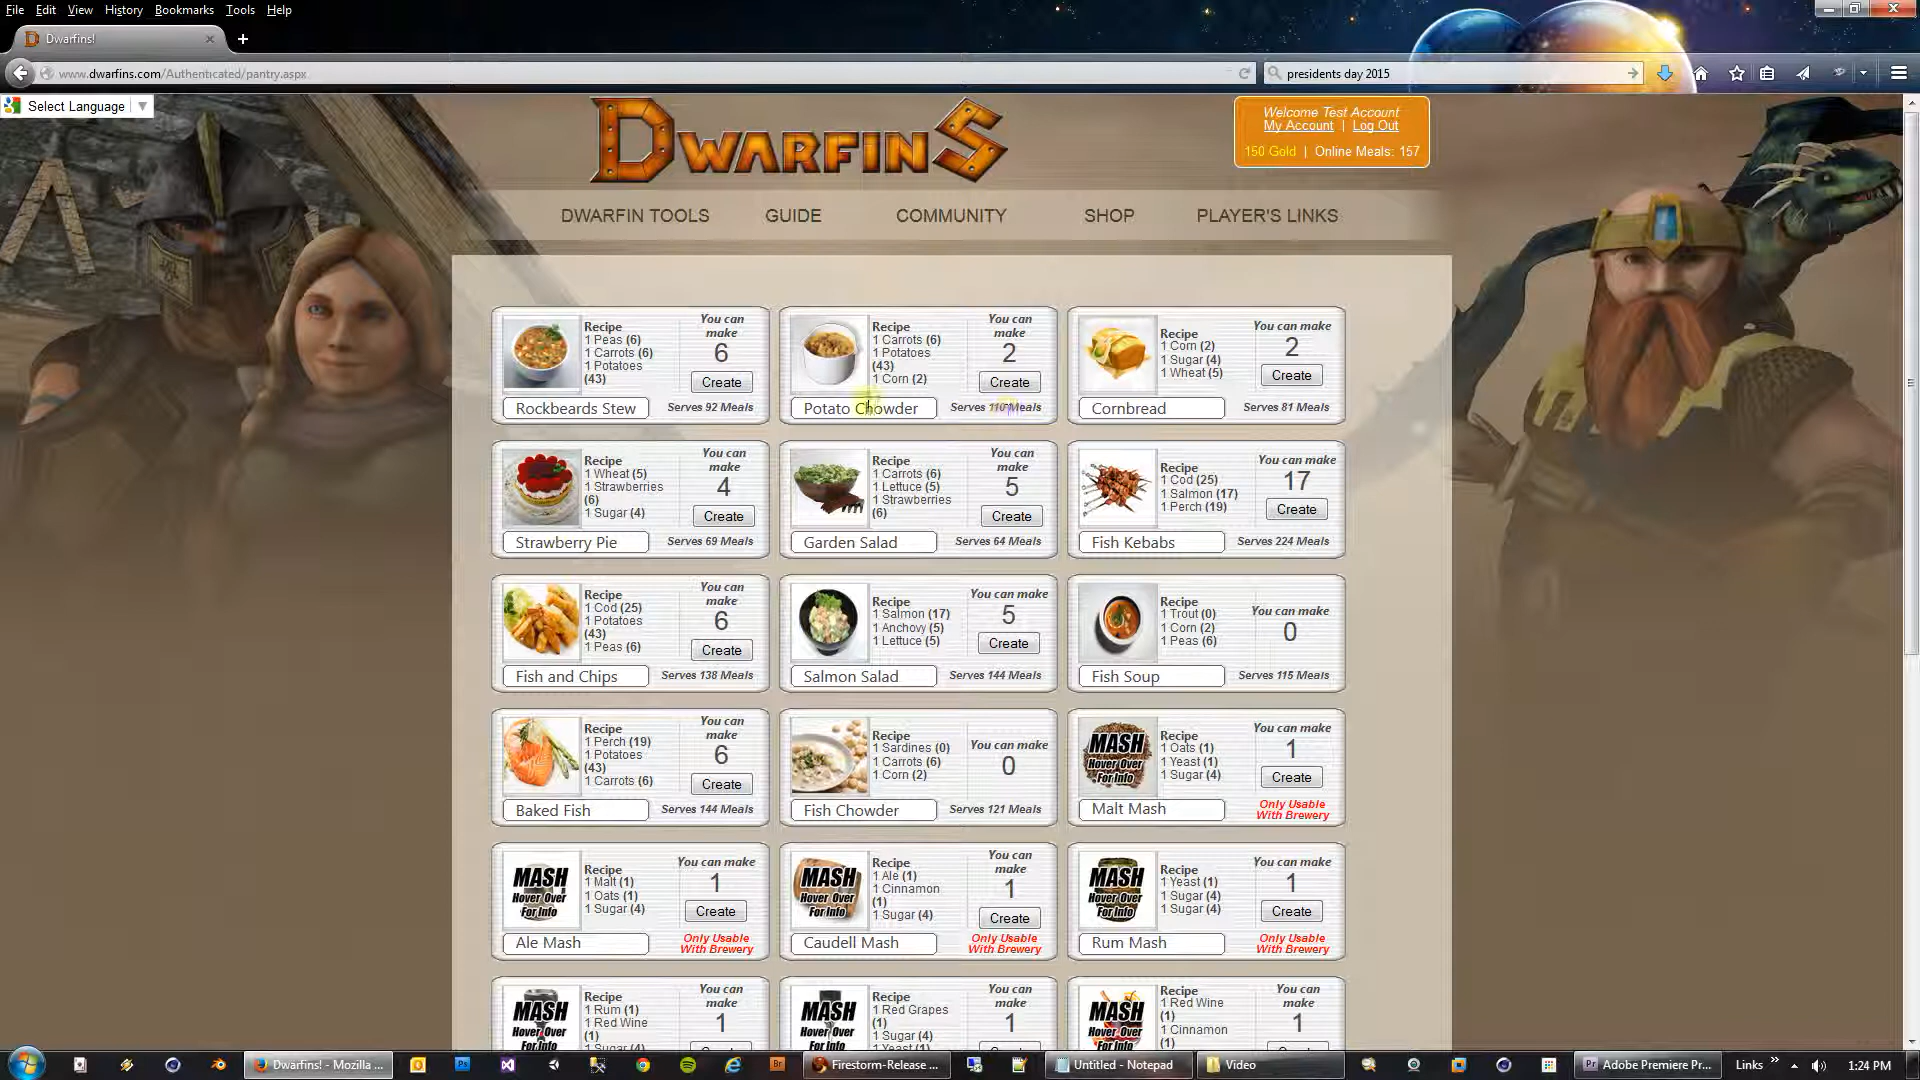 File Edit View History Bookmarks Tools Help
Dwarfins!
www.dwarfins.com/Authenticated/pantry.aspx
presidents day 2015
Select Language
DWARFINS
Welcome Test Account
My Account | Log Out
150 Gold | Online Meals: 157
DWARFIN TOOLS GUIDE COMMUNITY SHOP PLAYER'S LINKS
Recipe
1 Peas (6)
1 Carrots (6)
1 Potatoes
(43)
You can
make
6
Create
Rockbeards Stew
Serves 92 Meals
Recipe
1 Carrots (6)
1 Potatoes
(43)
1 Corn (2)
You can
make
2
Create
Potato Chowder
Serves 110 Meals
Recipe
1 Corn (2)
1 Sugar (4)
1 Wheat (5)
You can make
2
Create
Cornbread
Serves 81 Meals
Recipe
1 Wheat (5)
1 Strawberries
(6)
1 Sugar (4)
You can
make
4
Create
Strawberry Pie
Serves 69 Meals
Recipe
1 Carrots (6)
1 Lettuce (5)
1 Strawberries
(6)
You can
make
5
Create
Garden Salad
Serves 64 Meals
Recipe
1 Cod (25)
1 Salmon (17)
1 Perch (19)
You can make
17
Create
Fish Kebabs
Serves 224 Meals
Recipe
1 Cod (25)
1 Potatoes
(43)
1 Peas (6)
You can
make
6
Create
Fish and Chips
Serves 138 Meals
Recipe
1 Salmon (17)
1 Anchovy (5)
1 Lettuce (5)
You can make
5
Create
Salmon Salad
Serves 144 Meals
Recipe
1 Trout (0)
1 Corn (2)
1 Peas (6)
You can make
0
Fish Soup
Serves 115 Meals
Recipe
1 Perch (19)
1 Potatoes
(43)
1 Carrots (6)
You can
make
6
Create
Baked Fish
Serves 144 Meals
Recipe
1 Sardines (0)
1 Carrots (6)
1 Corn (2)
You can make
0
Fish Chowder
Serves 121 Meals
MASH
Hover Over
For Info
Recipe
1 Oats (1)
1 Yeast (1)
1 Sugar (4)
You can make
1
Create
Malt Mash
Only Usable
With Brewery
MASH
Hover Over
For Info
Recipe
1 Malt (1)
1 Oats (1)
1 Sugar (4)
You can make
1
Create
Ale Mash
Only Usable
With Brewery
MASH
Hover Over
For Info
Recipe
1 Ale (1)
1 Cinnamon
(1)
1 Sugar (4)
You can
make
1
Create
Caudell Mash
Only Usable
With Brewery
MASH
Hover Over
For Info
Recipe
1 Yeast (1)
1 Sugar (4)
1 Sugar (4)
You can make
1
Create
Rum Mash
Only Usable
With Brewery
MASH
Hover Over
For Info
Recipe
1 Rum (1)
1 Red Wine
(1)
You can
make
1
MASH
Hover Over
For Info
Recipe
1 Red Grapes
(1)
1 Sugar (4)
1 Yeast (1)
You can
make
1
MASH
Hover Over
For Info
Recipe
1 Red Wine
(1)
1 Cinnamon
You can
make
1
Dwarfins! - Mozilla ...
Firestorm-Release ...
Untitled - Notepad
Video
Adobe Premiere Pr...
Links
1:24 PM